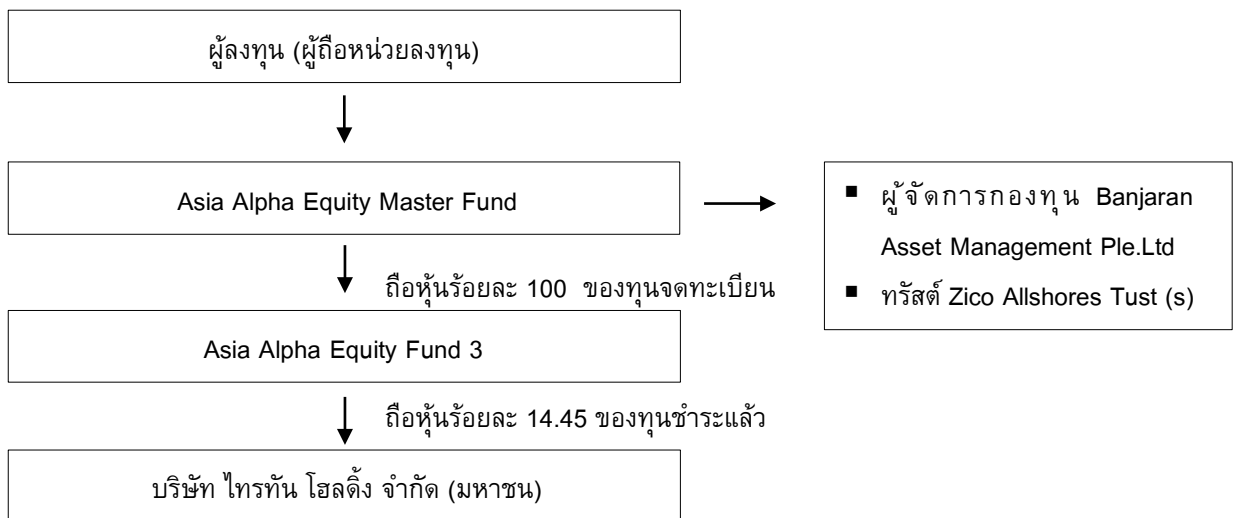 ผู้ลงทุน (ผู้ถือหน่วยลงทุน)
Asia Alpha Equity Master Fund
■ ผู้จัดการกองทุน Banjaran
Asset Management Ple.Ltd
■ ทรัสต์ Zico Allshores Tust (s)
ถือหุ้นร้อยละ 100 ของทุนจดทะเบียน
Asia Alpha Equity Fund 3
ถือหุ้นร้อยละ 14.45 ของทุนชำระแล้ว
บริษัท ไทรทัน โฮลดิ้ง จำกัด (มหาชน)